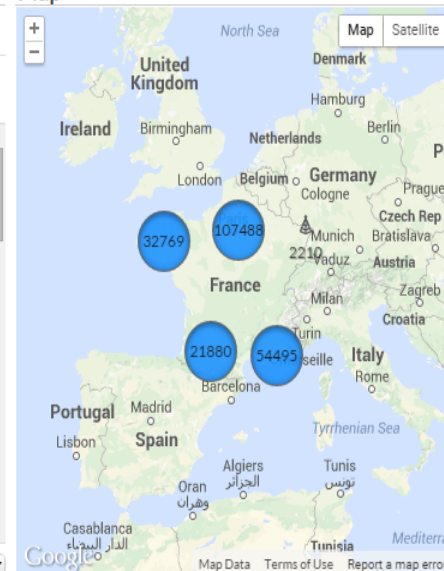 North Sea
Map
Satellite
+
−
United
Kingdom
Denmark
Hamburg
Ireland
Birmingham
Berlin
Netherlands
London
Belgium
Germany
Cologne
Prague
Paris
Czech Rep
32769
107488
Munich
Bratislava
2210
Vaduz
Austria
France
Milan
Zagreb
Croatia
Turin
21880
54495
seille
Italy
Barcelona
Rome
Portugal
Madrid
Lisbon
Spain
Tyrrhenian Sea
Algiers
الجزائر
Tunis
تونس
Oran
وهران
Casablanca
الدار البيضاء
Mediterr
Tunisia
Google
Map Data
Terms of Use
Report a map erro